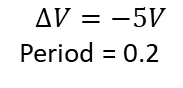 ΔV = −5V
Period = 0.2